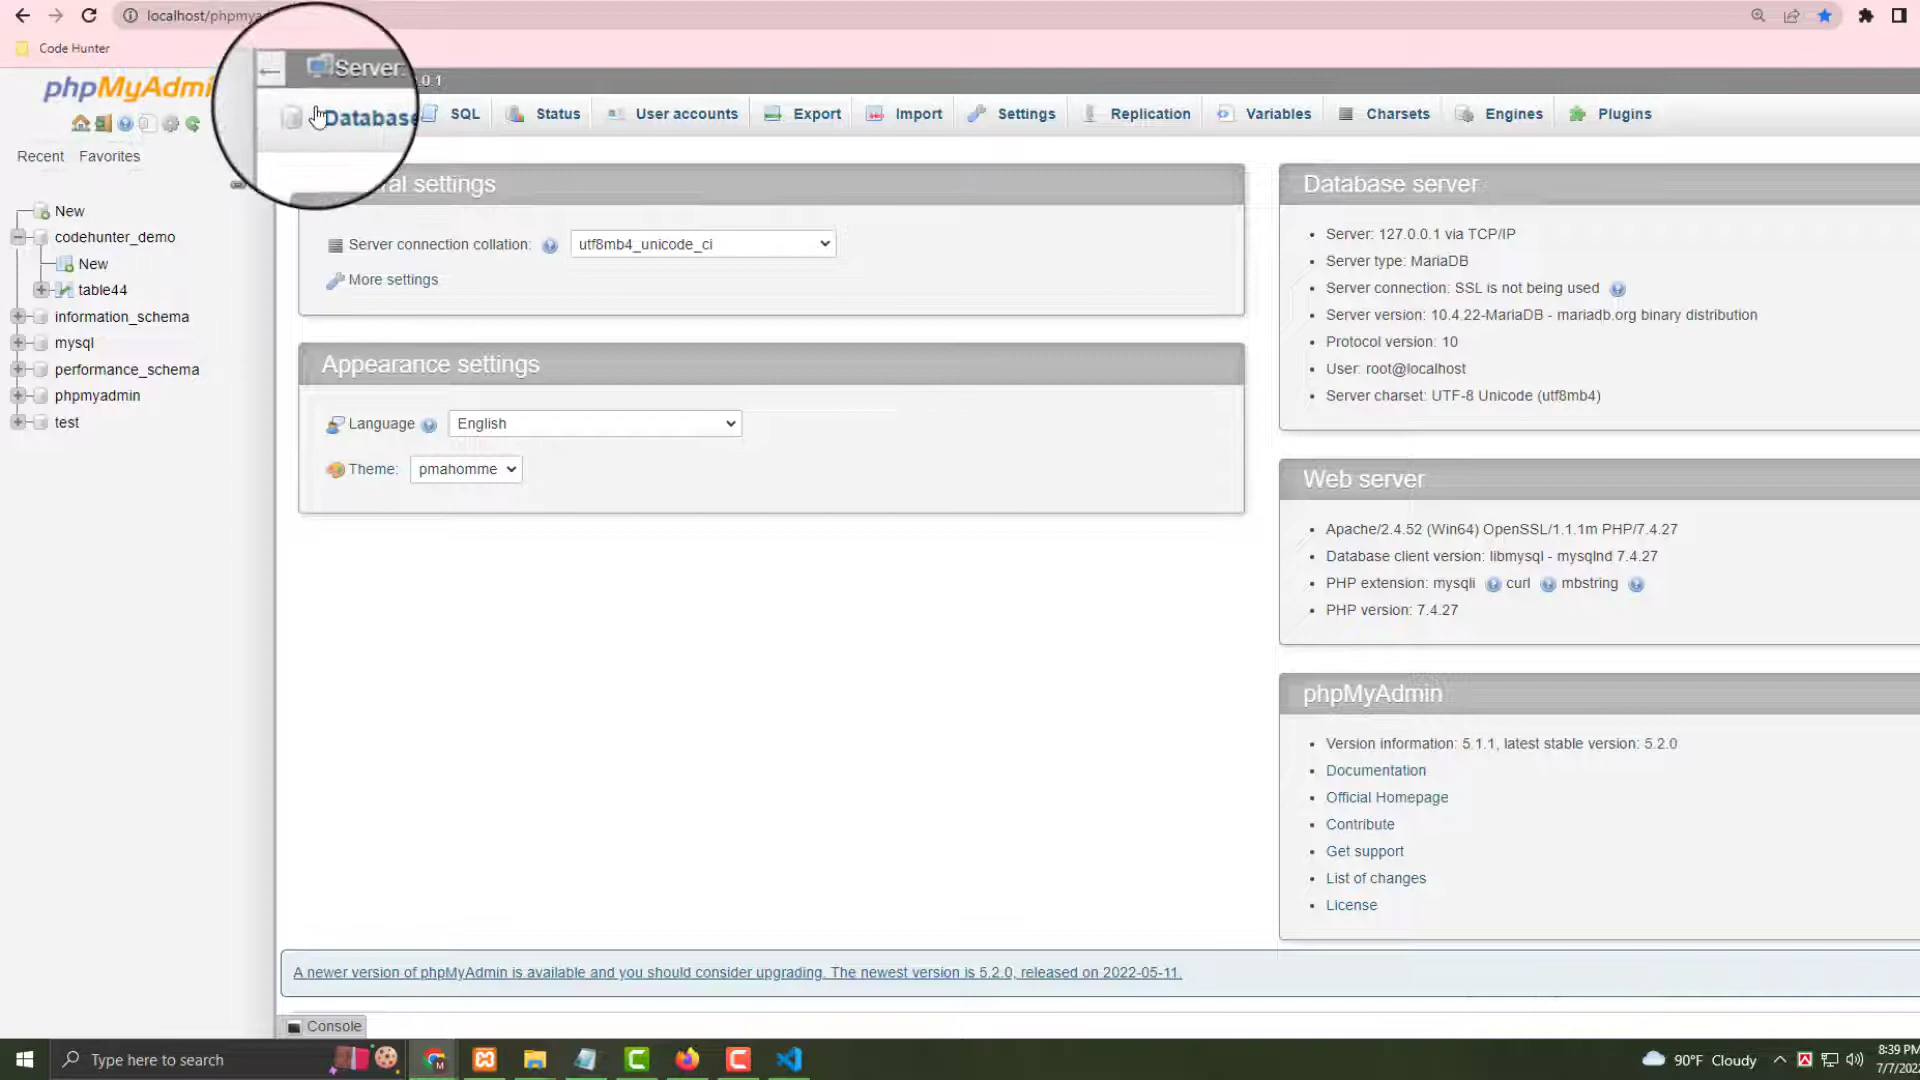 localhost/phpmya
Code Hunter
phpMyAdmi
Recent Favorites
New
codehunter_demo
New
table44
information_schema
mysql
performance_schema
phpmyadmin
test
Server:
0.1
Database
SQL
Status
User accounts
Export
Import
Settings
Replication
Variables
Charsets
Engines
Plugins
al settings
Server connection collation:
utf8mb4_unicode_ci
More settings
Appearance settings
Language
English
Theme:
pmahomme
Database server
Server: 127.0.0.1 via TCP/IP
Server type: MariaDB
Server connection: SSL is not being used
Server version: 10.4.22-MariaDB - mariadb.org binary distribution
Protocol version: 10
User: root@localhost
Server charset: UTF-8 Unicode (utf8mb4)
Web server
Apache/2.4.52 (Win64) OpenSSL/1.1.1m PHP/7.4.27
Database client version: libmysql - mysqlnd 7.4.27
PHP extension: mysqli curl mbstring
PHP version: 7.4.27
phpMyAdmin
Version information: 5.1.1, latest stable version: 5.2.0
Documentation
Official Homepage
Contribute
Get support
List of changes
License
A newer version of phpMyAdmin is available and you should consider upgrading. The newest version is 5.2.0, released on 2022-05-11.
Console
Type here to search
90°F Cloudy
8:39 PM
7/7/202